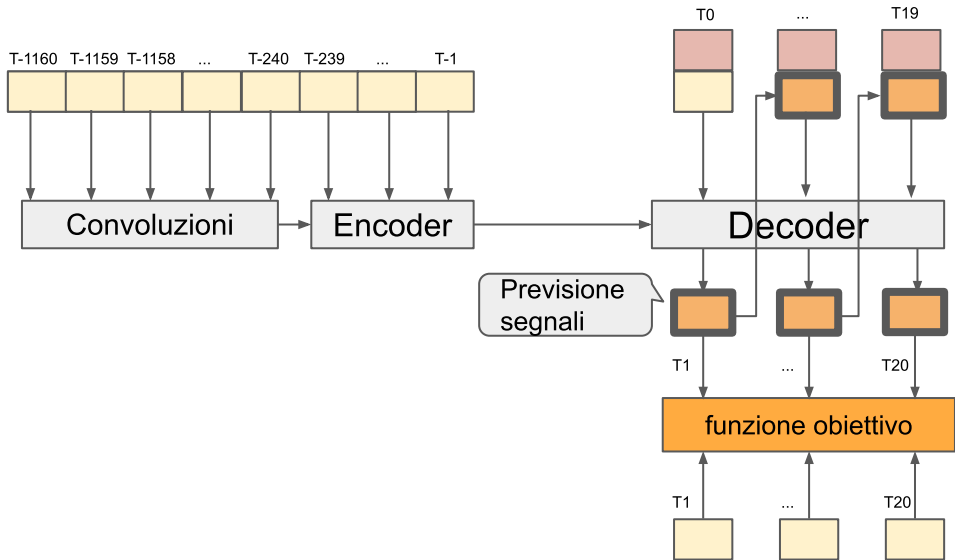 T0
...
T19
T-1160
T-1159
T-1158
...
T-240
T-239
...
T-1
Convoluzioni
Encoder
Decoder
Previsione
segnali
T1
...
T20
funzione obiettivo
T1
...
T20